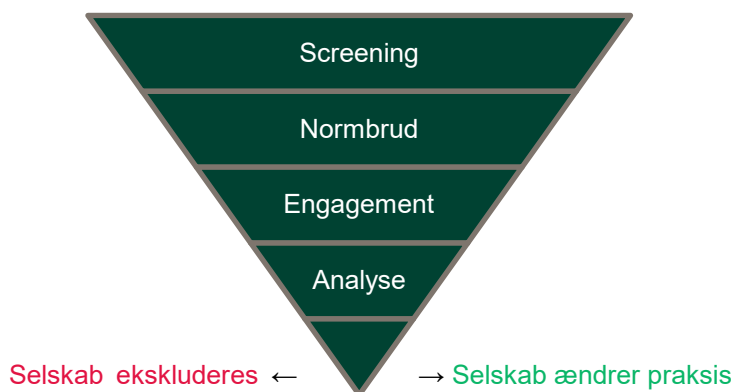 Screening
Normbrud
Engagement
Analyse
Selskab ekskluderes ← → Selskab ændrer praksis